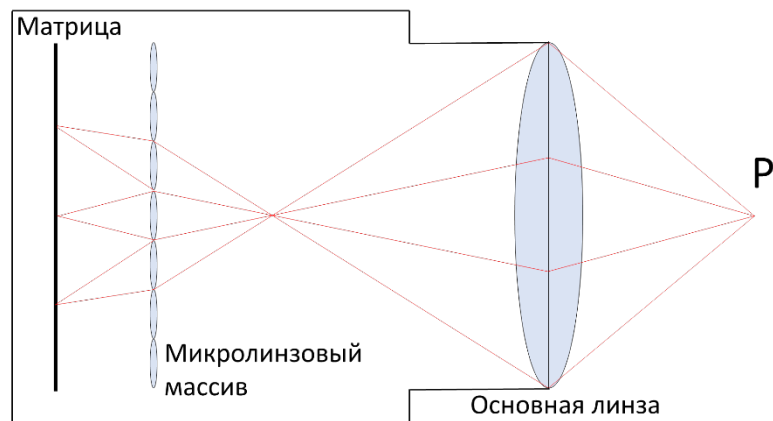 Матрица
P
Микролинзовый
массив
Основная линза